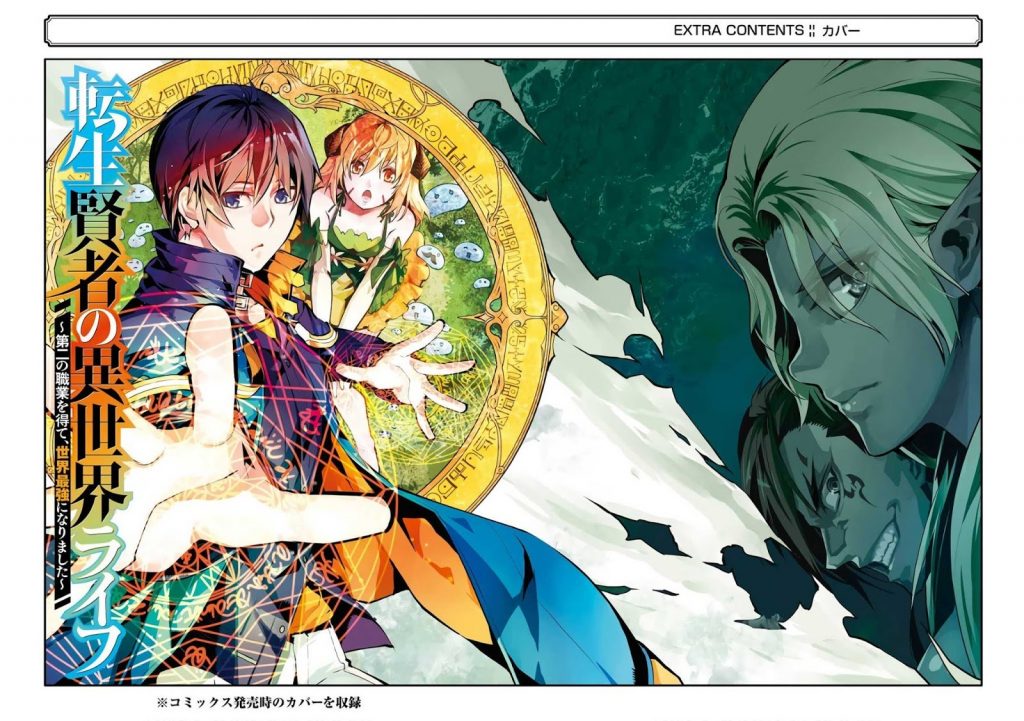 EXTRA CONTENTS :: カバー
転生賢者の異世界ライフ
～第二の職業を得て、世界最強になりました～
※コミックス発売時のカバーを収録